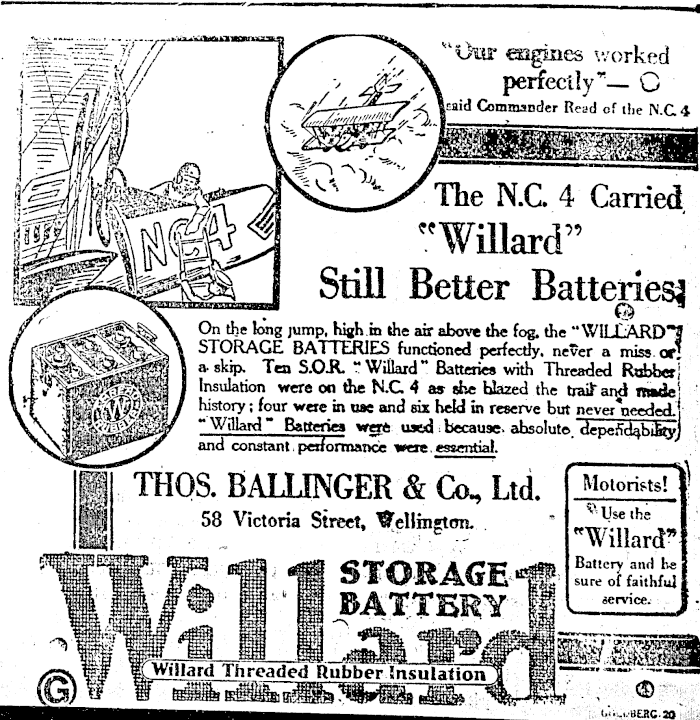 "Our engines worked
perfectly"—
said Commander Read of the N.C. 4
NC4
The N.C. 4 Carried
"Willard"
Still Better Batteries.
On the long jump, high in the air above the fog, the "WILLARD"
STORAGE BATTERIES functioned perfectly, never a miss or
a skip. Ten S.O.R. "Willard" Batteries with Threaded Rubber
Insulation were on the N.C. 4 as she blazed the trail and made
history; four were in use and six held in reserve but never needed.
"Willard" Batteries were used because absolute dependability
and constant performance were essential.
THOS. BALLINGER & Co., Ltd.
58 Victoria Street, Wellington.
Motorists!
Use the
"Willard"
Battery and be
sure of faithful
service.
Willard
STORAGE
BATTERY
Willard Threaded Rubber Insulation
G
GOLDBERG. 20